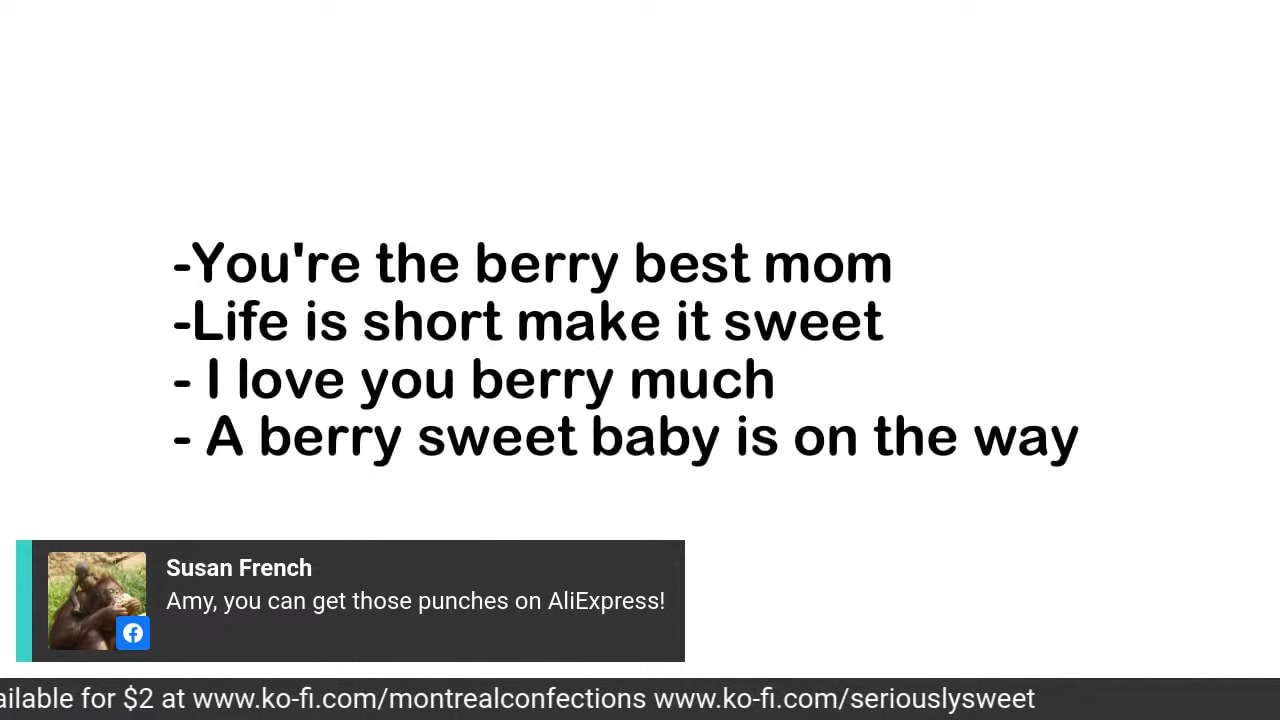 -You're the berry best mom
-Life is short make it sweet
- I love you berry much
- A berry sweet baby is on the way
Susan French
Amy, you can get those punches on AliExpress!
ailable for $2 at www.ko-fi.com/montrealconfections www.ko-fi.com/seriouslysweet